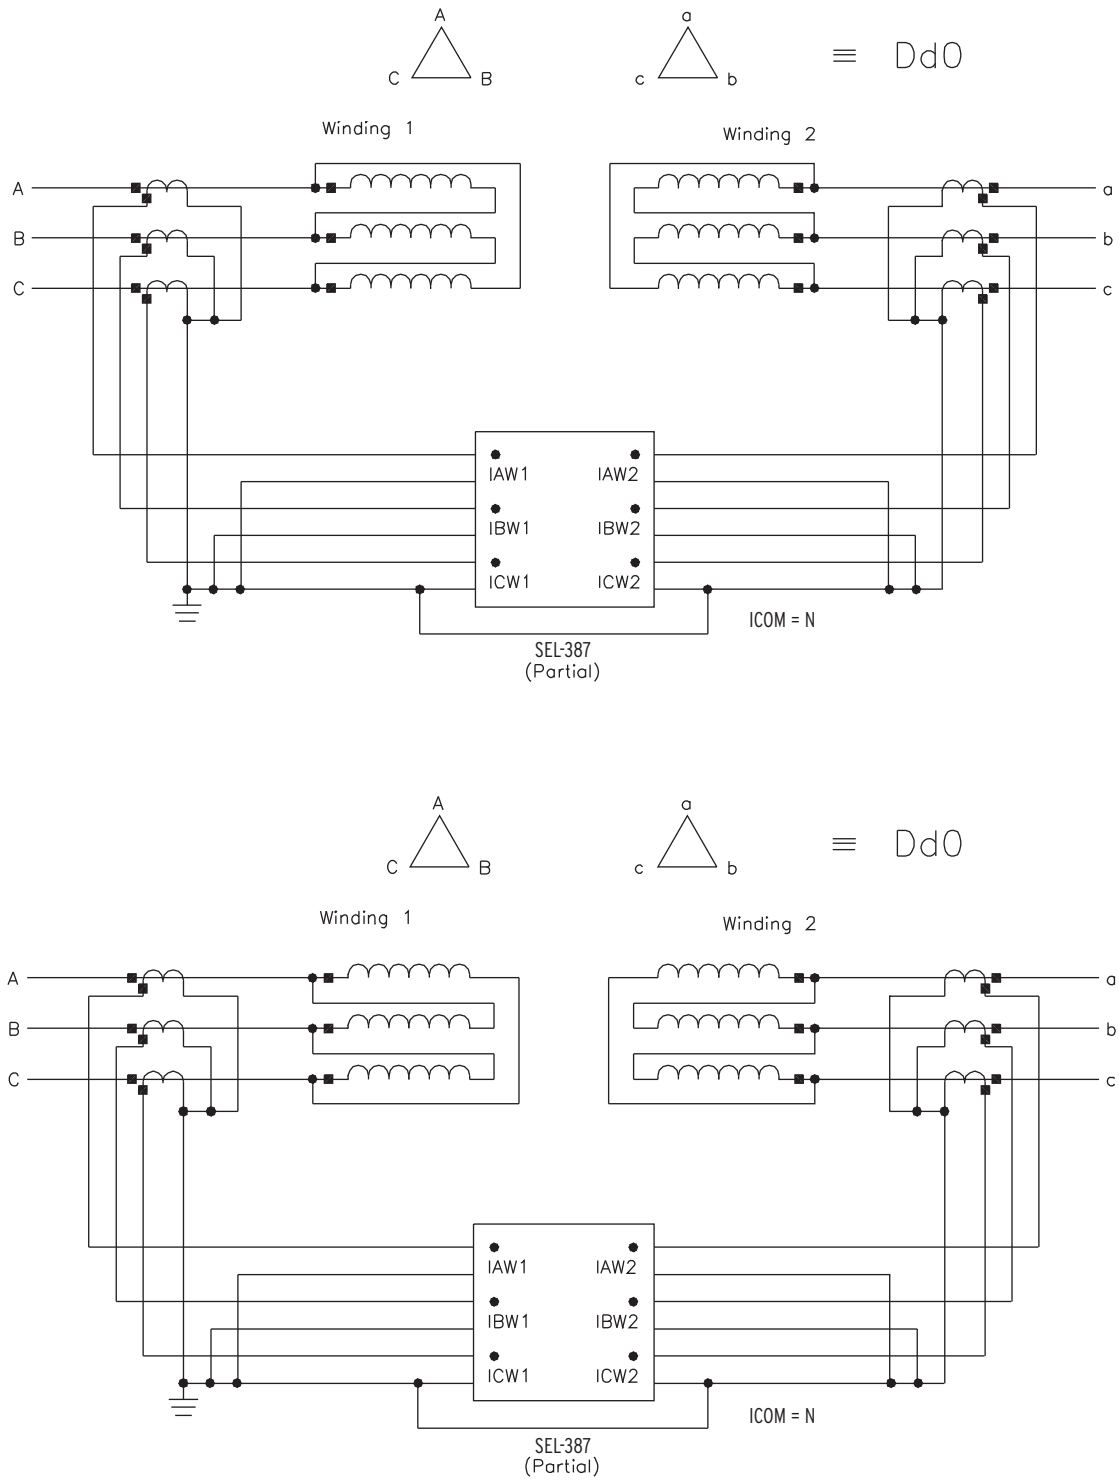 A a
C B c b ≡ Dd0
Winding 1 Winding 2
A a
B b
C c
IAW1 IAW2
IBW1 IBW2
ICW1 ICW2
ICOM = N
SEL-387
(Partial)
A a
C B c b ≡ Dd0
Winding 1 Winding 2
A a
B b
C c
IAW1 IAW2
IBW1 IBW2
ICW1 ICW2
ICOM = N
SEL-387
(Partial)